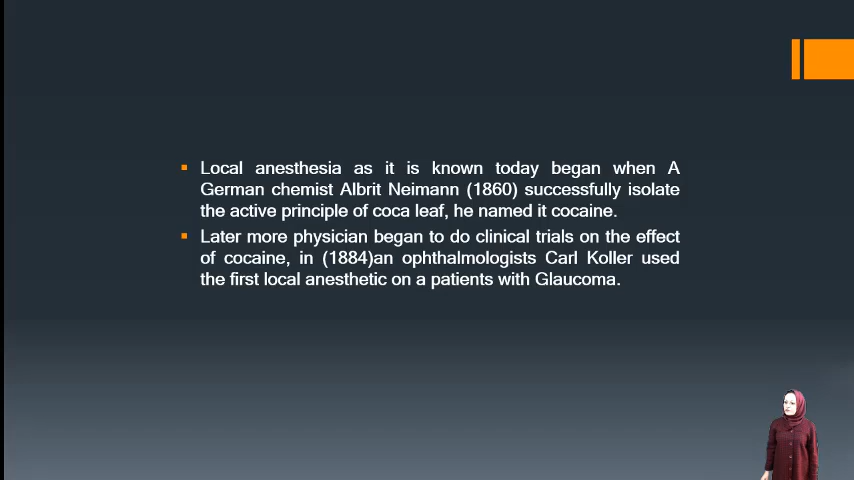 Local anesthesia as it is known today began when A
German chemist Albrit Neimann (1860) successfully isolate
the active principle of coca leaf, he named it cocaine.
Later more physician began to do clinical trials on the effect
of cocaine, in (1884)an ophthalmologists Carl Koller used
the first local anesthetic on a patients with Glaucoma.